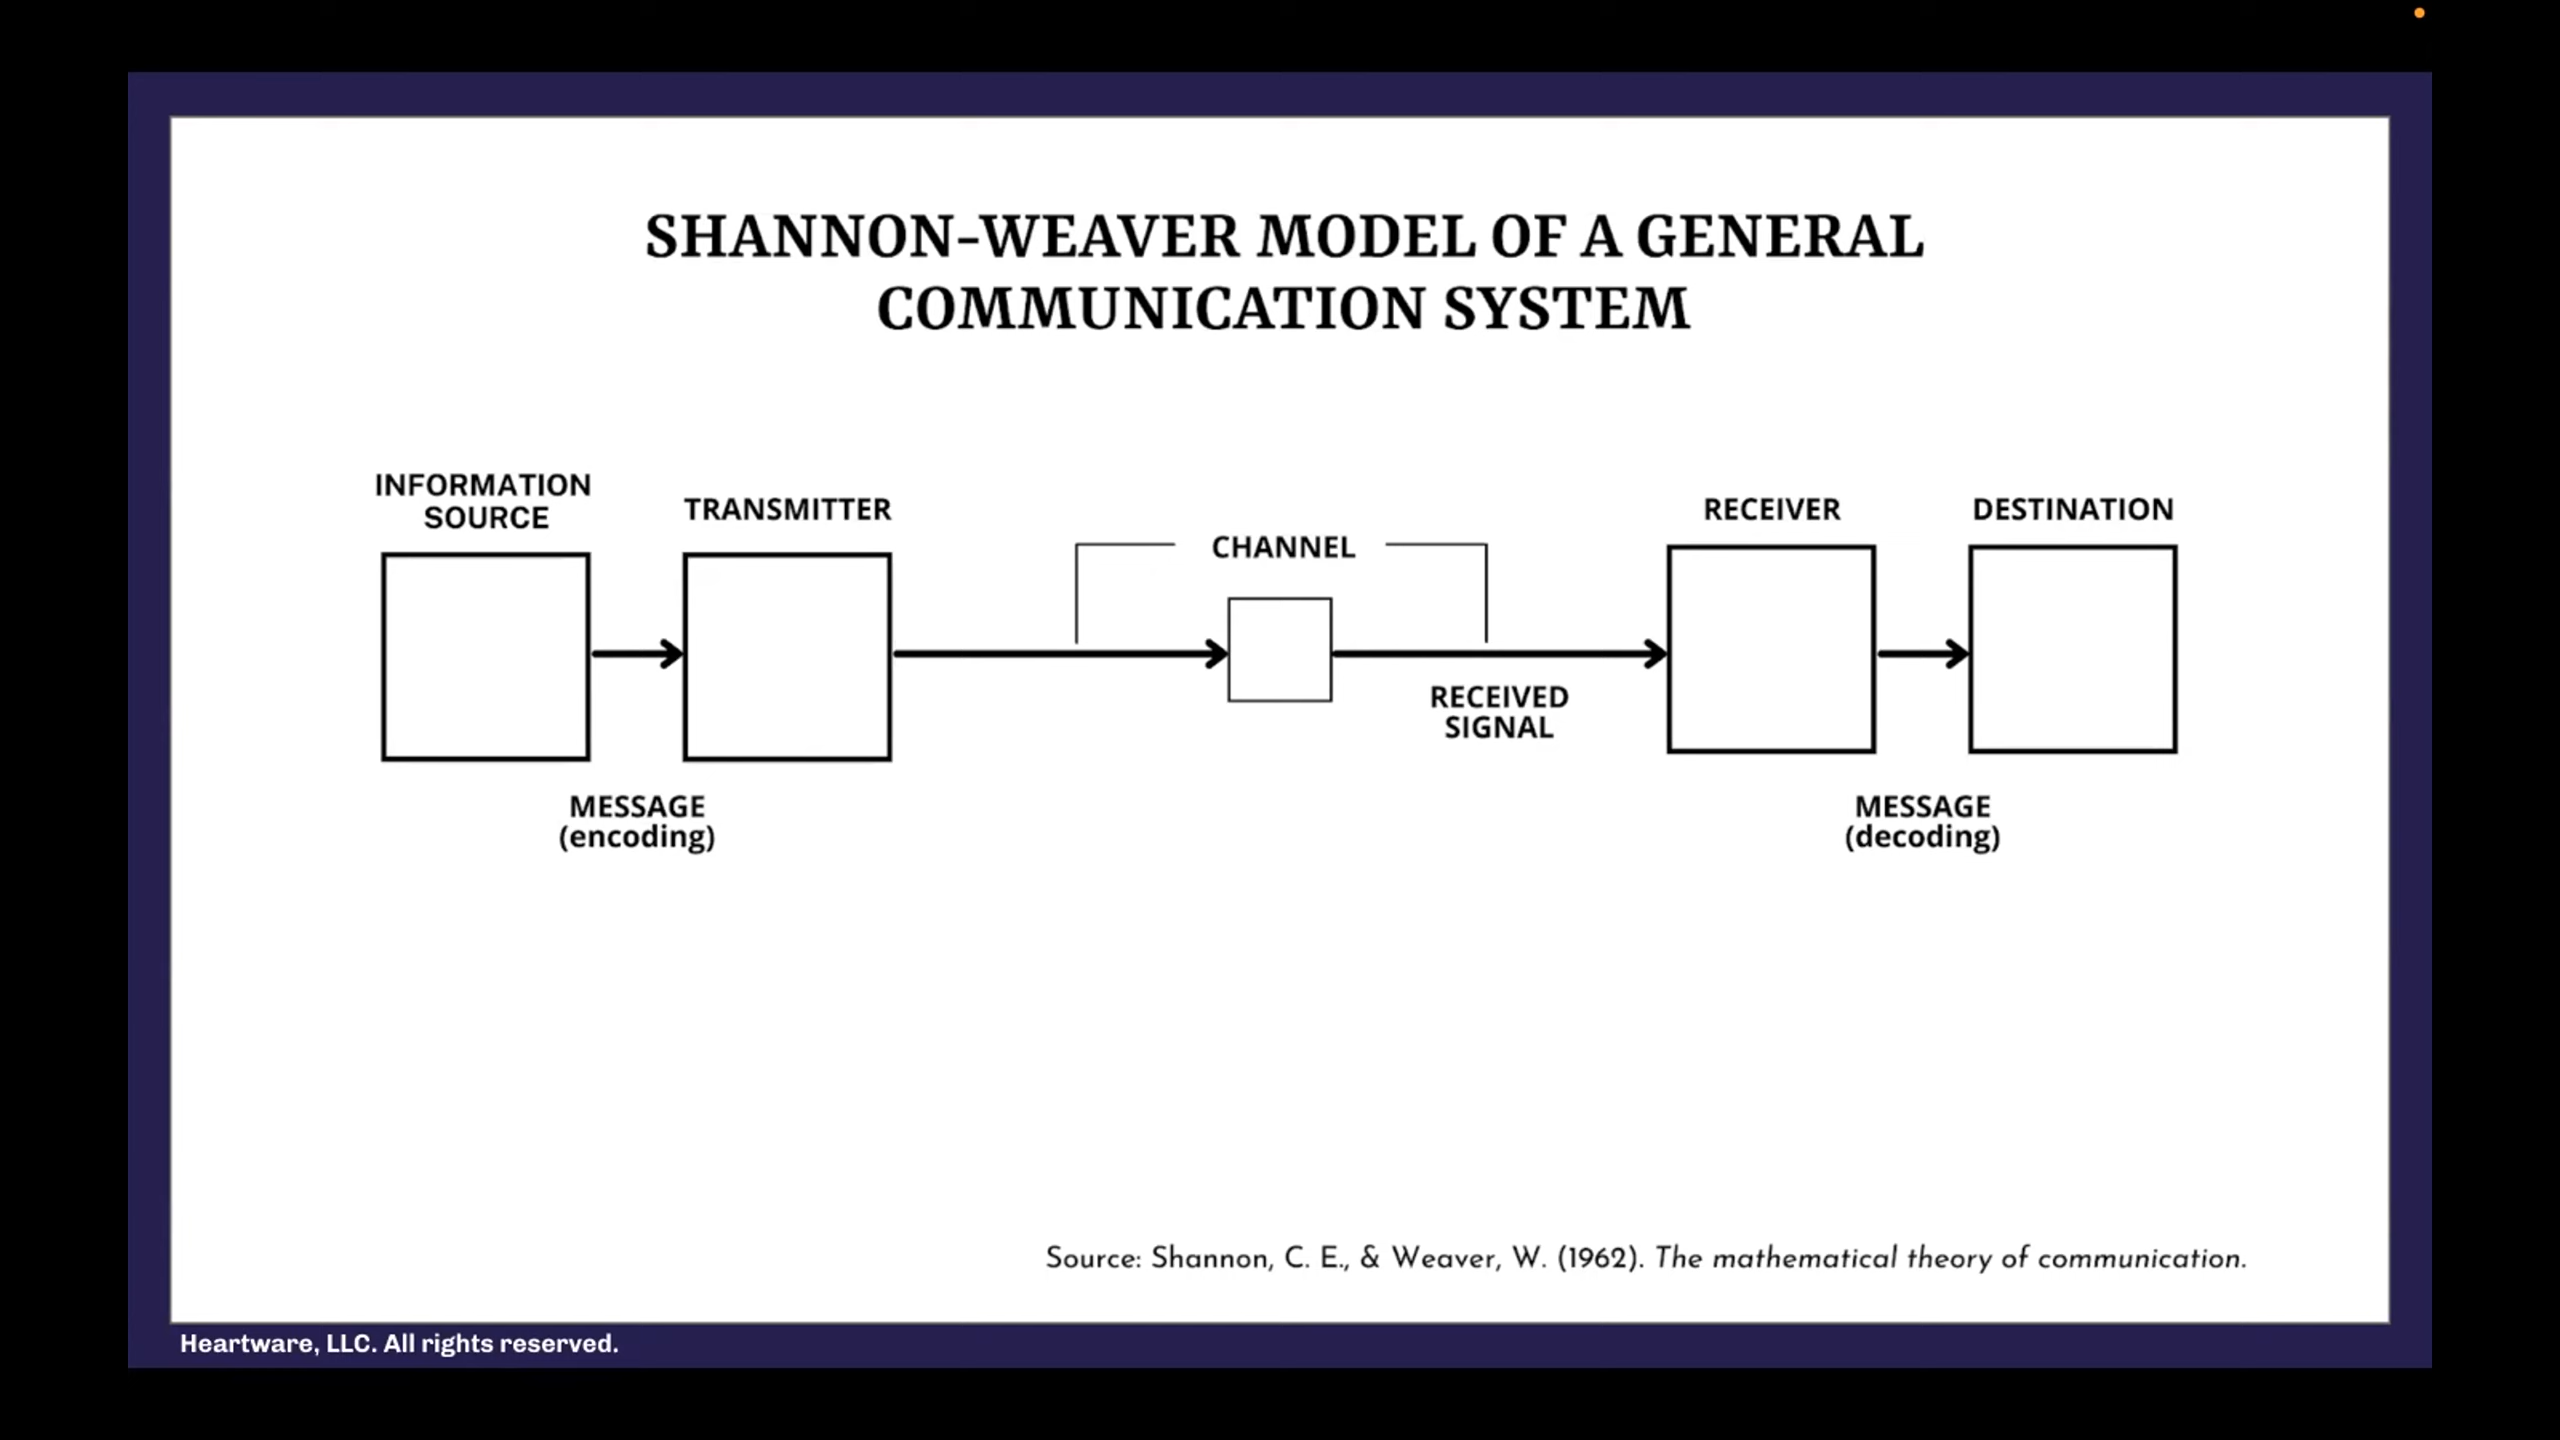 SHANNON-WEAVER MODEL OF A GENERAL
COMMUNICATION SYSTEM
INFORMATION
SOURCE
TRANSMITTER
CHANNEL
RECEIVER
DESTINATION
RECEIVED
SIGNAL
MESSAGE
(encoding)
MESSAGE
(decoding)
Source: Shannon, C. E., & Weaver, W. (1962). The mathematical theory of communication.
Heartware, LLC. All rights reserved.